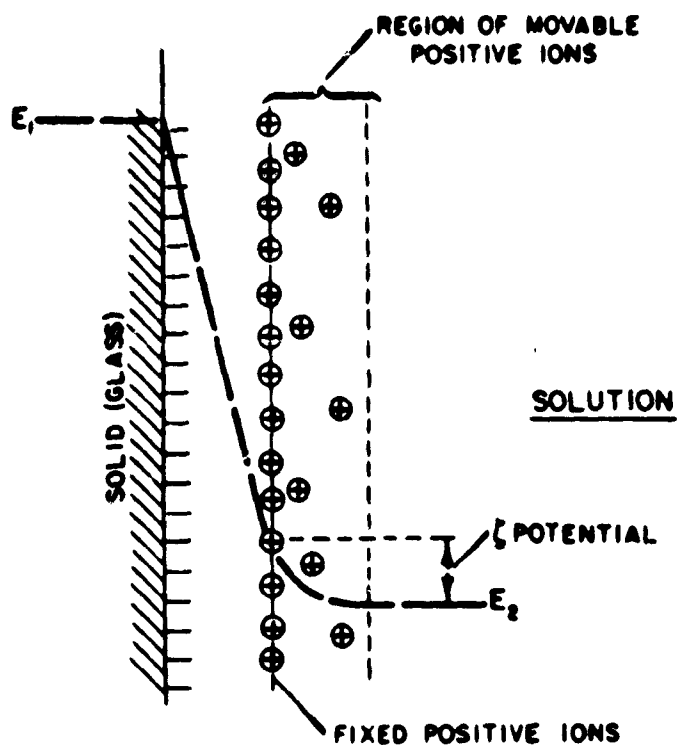 REGION OF MOVABLE
POSITIVE IONS
E₁
SOLID (GLASS)
SOLUTION
ζ POTENTIAL
E₂
FIXED POSITIVE IONS